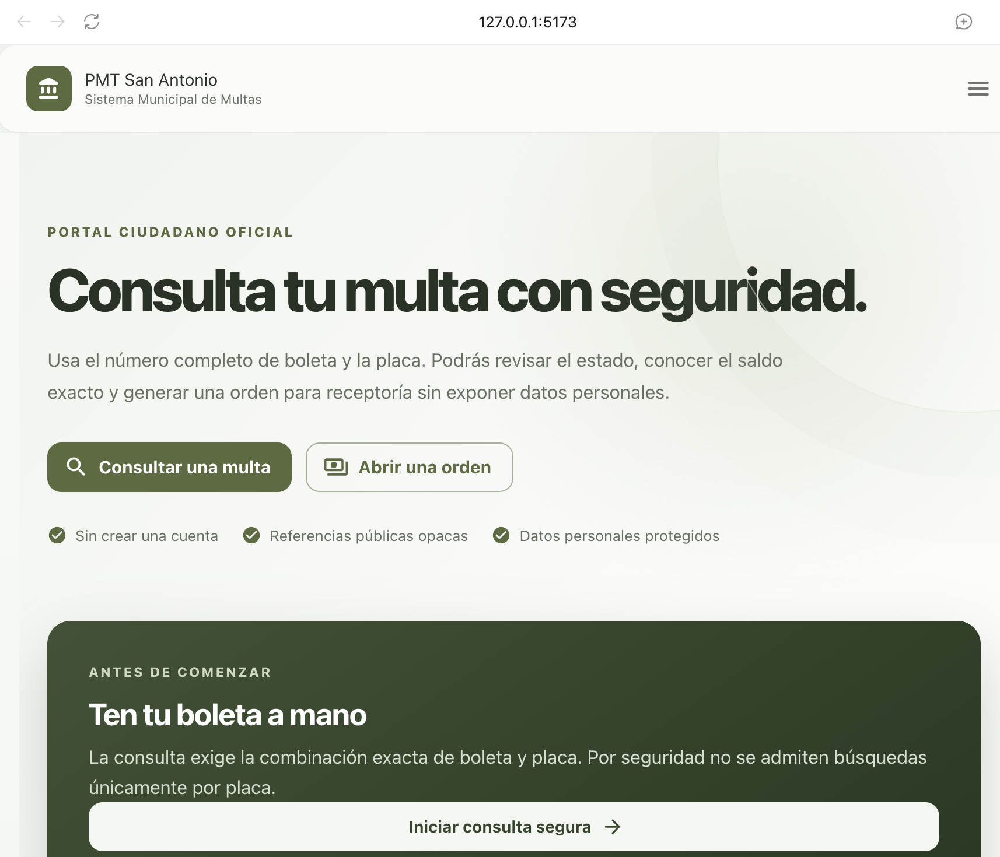 127.0.0.1:5173
PMT San Antonio
Sistema Municipal de Multas
PORTAL CIUDADANO OFICIAL
Consulta tu multa con seguridad.
Usa el número completo de boleta y la placa. Podrás revisar el estado, conocer el saldo
exacto y generar una orden para receptoría sin exponer datos personales.
Consultar una multa
Abrir una orden
Sin crear una cuenta
Referencias públicas opacas
Datos personales protegidos
ANTES DE COMENZAR
Ten tu boleta a mano
La consulta exige la combinación exacta de boleta y placa. Por seguridad no se admiten búsquedas
únicamente por placa.
Iniciar consulta segura